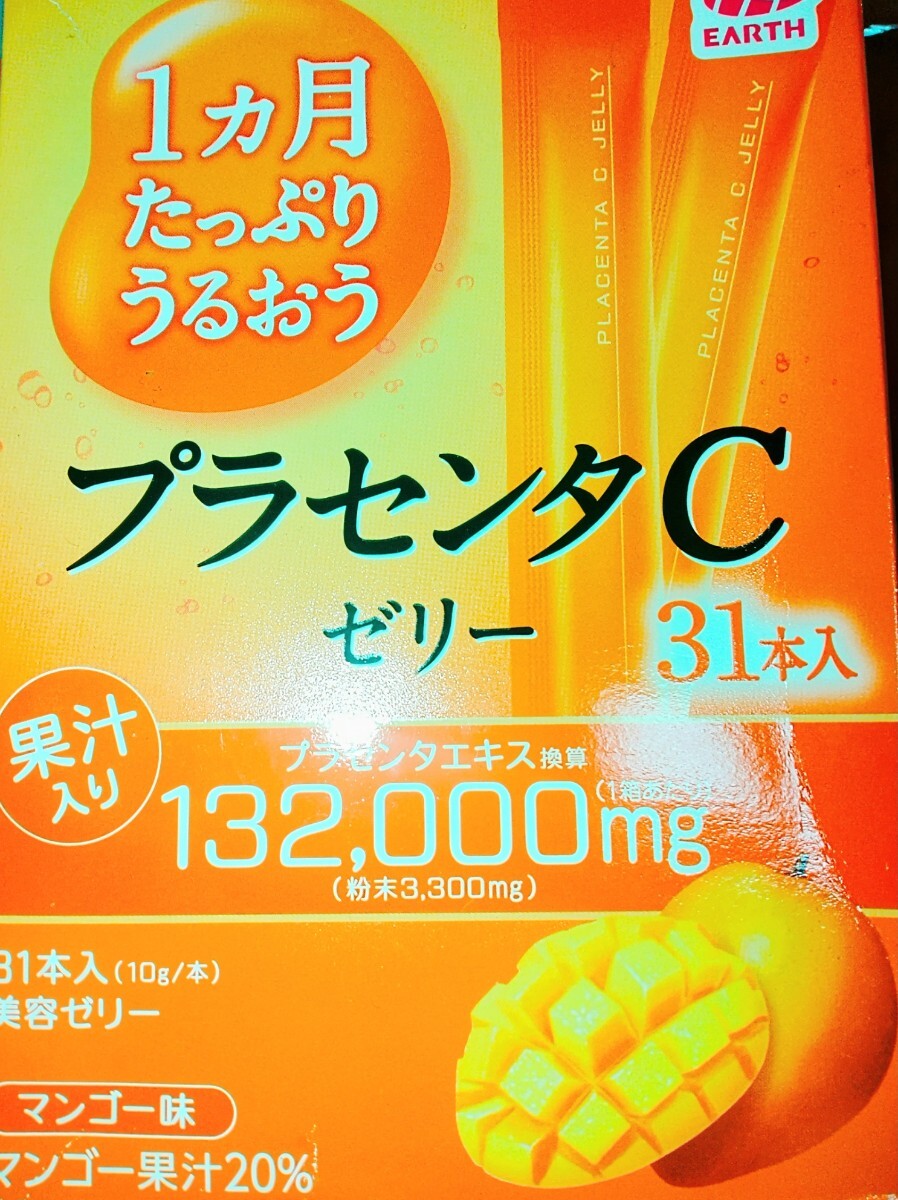 EARTH
1ヵ月
たっぷり
うるおう
PLACENTA C JELLY
PLACENTA C JELLY
プラセンタC
ゼリー
31本入
果汁
入り
プラセンタエキス換算
132,000mg
(粉末3,300mg)
31本入(10g/本)
美容ゼリー
マンゴー味
マンゴー果汁20%